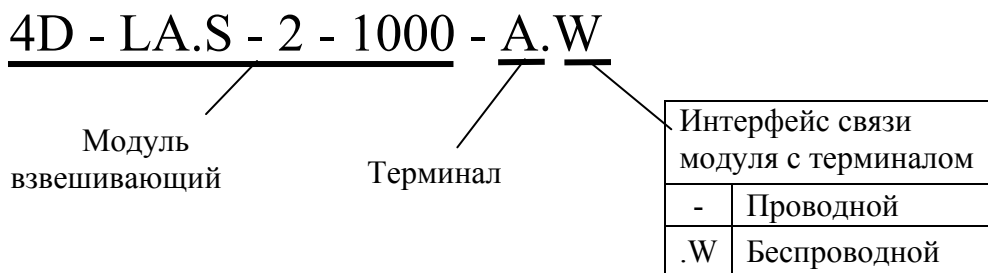 4D - LA.S - 2 - 1000 - A.W
Модуль
взвешивающий
Терминал
Интерфейс связи
модуля с терминалом
- Проводной
.W Беспроводной